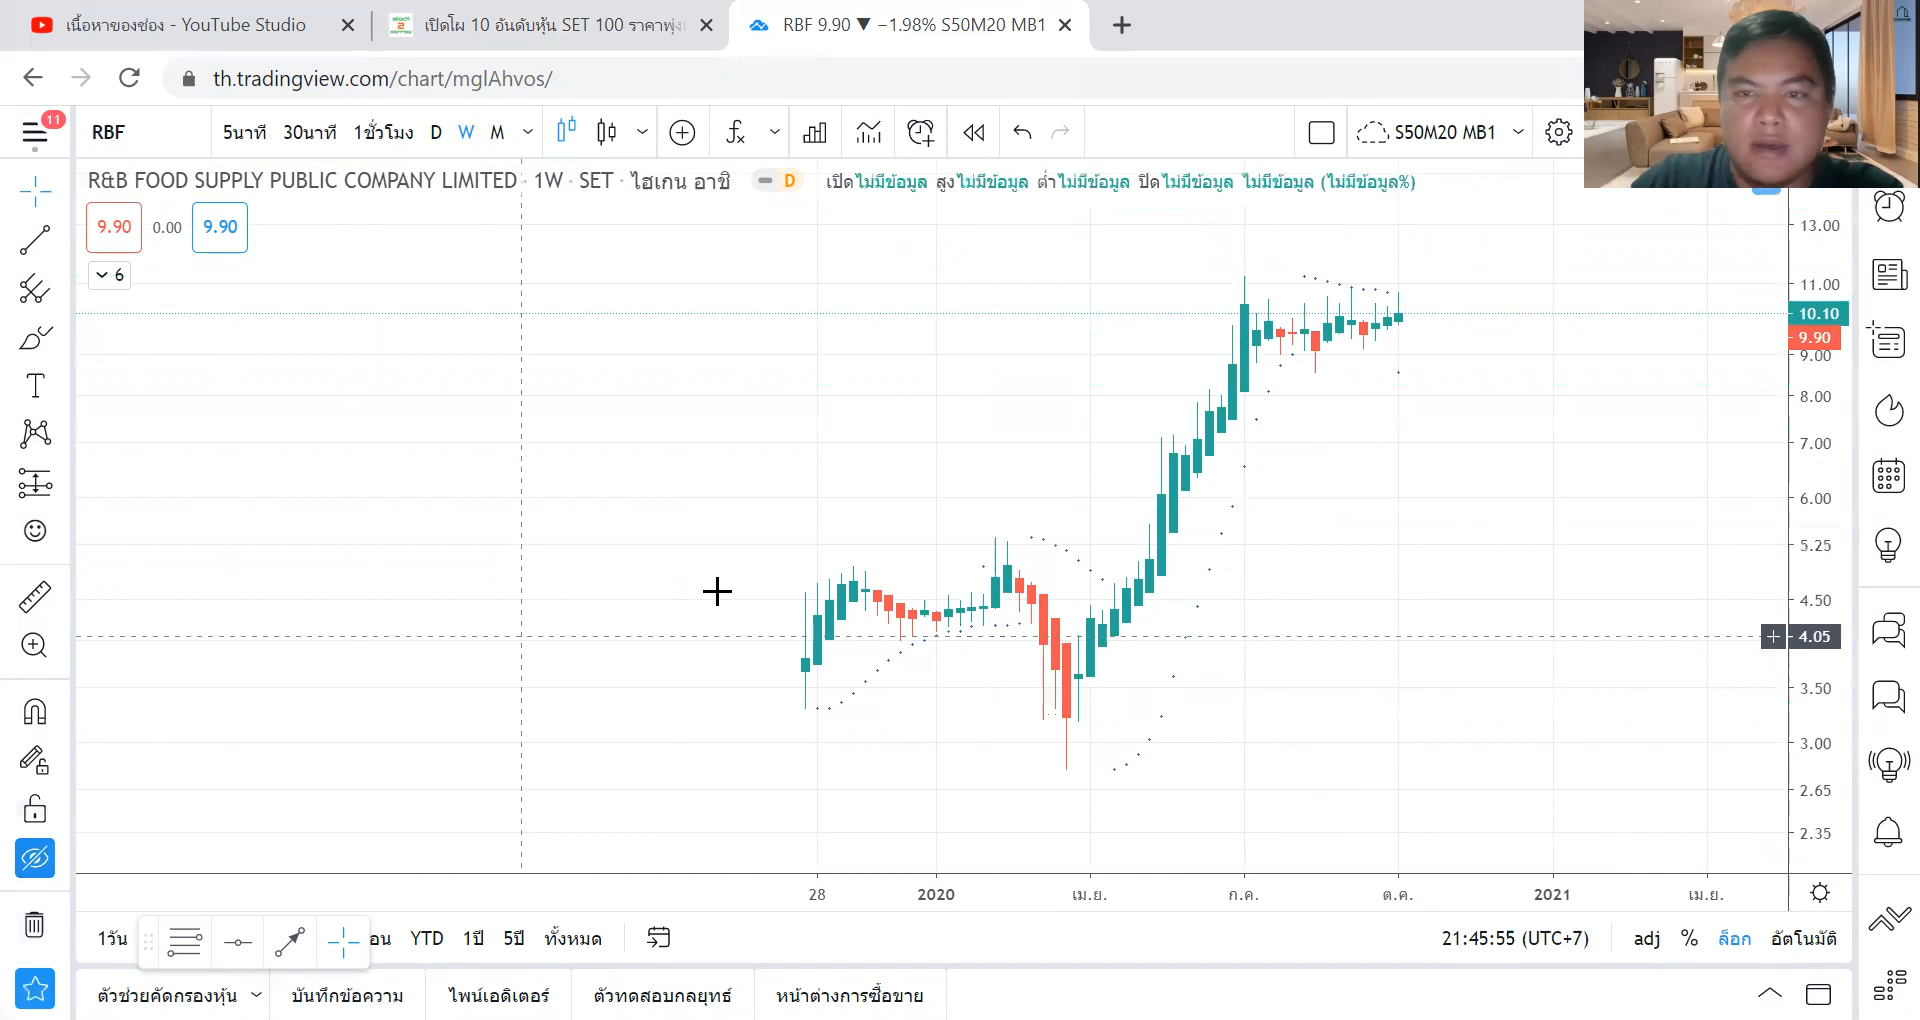 เนื้อหาของช่อง - YouTube Studio
เปิดโผ 10 อันดับหุ้น SET 100 ราคาพุ่ง
RBF 9.90 ▼ −1.98% S50M20 MB1
th.tradingview.com/chart/mglAhvos/
11
RBF
5นาที 30นาที 1ชั่วโมง D W M
S50M20 MB1
R&B FOOD SUPPLY PUBLIC COMPANY LIMITED · 1W · SET · ไฮเกน อาชิ
D
เปิดไม่มีข้อมูล สูงไม่มีข้อมูล ต่ำไม่มีข้อมูล ปิดไม่มีข้อมูล ไม่มีข้อมูล (ไม่มีข้อมูล%)
9.90 0.00 9.90
6
13.00
11.00
10.10
9.90
9.00
8.00
7.00
6.00
5.25
4.50
4.05
3.50
3.00
2.65
2.35
28 2020 เม.ย. ก.ค. ต.ค. 2021 เม.ย.
1วัน
อน YTD 1ปี 5ปี ทั้งหมด
21:45:55 (UTC+7) adj % ล็อก อัตโนมัติ
ตัวช่วยคัดกรองหุ้น บันทึกข้อความ ไพน์เอดิเตอร์ ตัวทดสอบกลยุทธ์ หน้าต่างการซื้อขาย